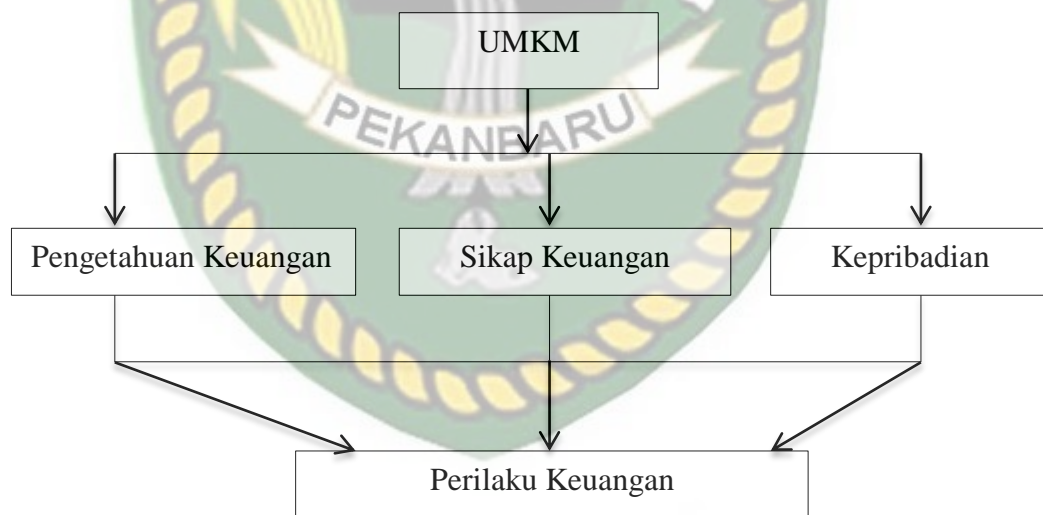 UMKM
PEKANBARU
Pengetahuan Keuangan
Sikap Keuangan
Kepribadian
Perilaku Keuangan